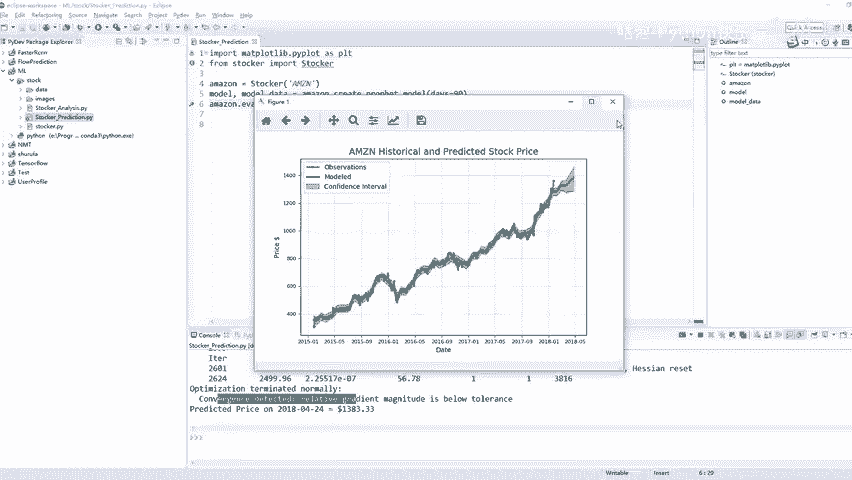 eclipse-workspace - ML/stock/Stocker_Prediction.py - Eclipse
File Edit Refactoring Source Navigate Search Project Pydev Run Window Help
PyDev Package Explorer
FasterRcnn
FlowPrediction
ML
stock
data
images
Stocker_Analysis.py
Stocker_Prediction.py
stocker.py
python
NMT
shurufa
Tensorflow
Test
UserProfile
Stocker_Prediction
1 import matplotlib.pyplot as plt
2 from stocker import Stocker
3
4 amazon = Stocker('AMZN')
5 model, model_data = amazon.create_prophet_model(days=90)
6 amazon.eva
7
8
Outline
type filter text
plt = matplotlib.pyplot
Stocker (stocker)
amazon
model
model_data
Figure 1
AMZN Historical and Predicted Stock Price
Observations
Modeled
Confidence Interval
Price $
1400
1200
1000
800
600
400
2015-01 2015-05 2015-09 2016-01 2016-05 2016-09 2017-01 2017-05 2017-09 2018-01 2018-05
Date
Console
Stocker_Prediction.py
Iter
2601 , Hessian reset
2624 2499.96 2.25517e-07 56.78 1 1 3816
Optimization terminated normally:
Convergence detected: relative gradient magnitude is below tolerance
Predicted Price on 2018-04-24 = $1383.33
>>>
Writable Insert 6 : 29